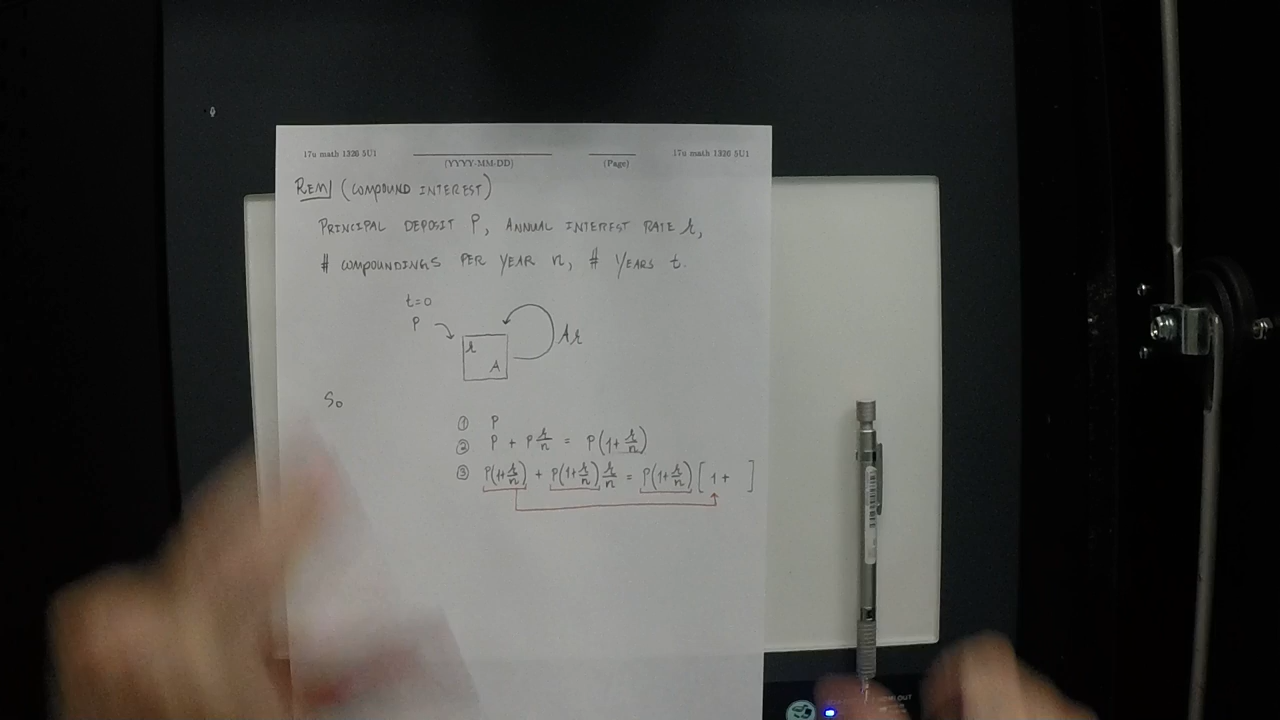 17u math 1326 5U1 (YYYY-MM-DD) (Page) 17u math 1326 5U1
REM (COMPOUND INTEREST)
PRINCIPAL DEPOSIT P, ANNUAL INTEREST RATE r,
# COMPOUNDINGS PER YEAR n, # YEARS t.
t=0
P
r
A
Ar
So
① P
② P + P r/n = P(1+r/n)
③ P(1+r/n) + P(1+r/n) r/n = P(1+r/n)[1+ ]